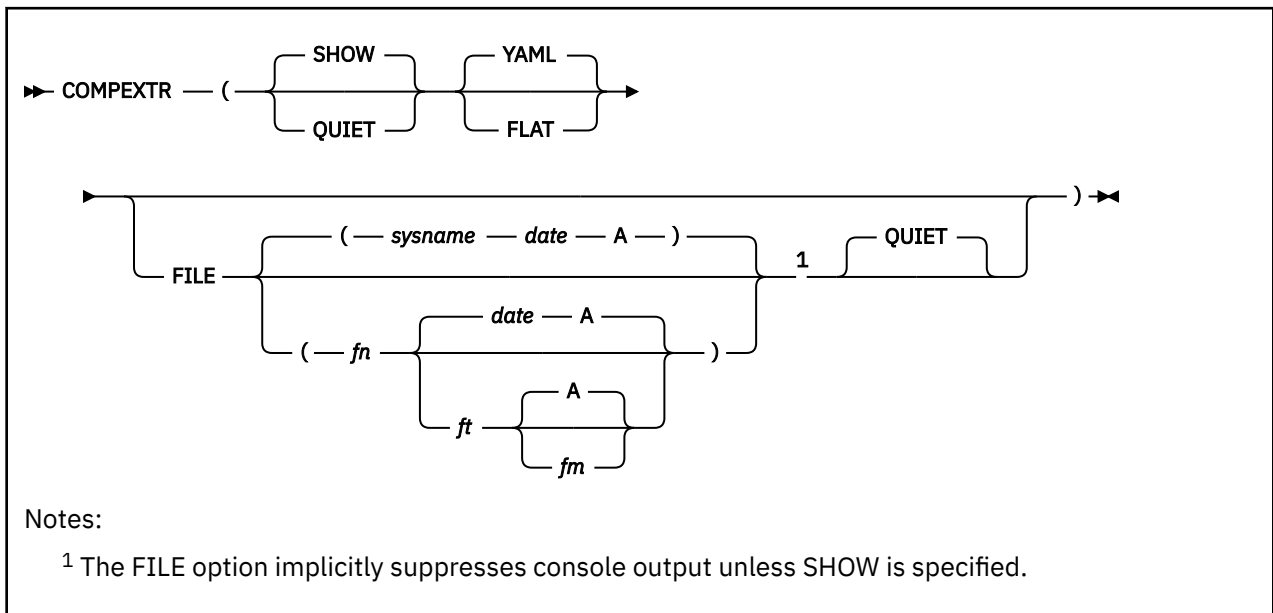 SHOW YAML
COMPEXTR (
QUIET FLAT
)
( sysname date A ) QUIET
1
FILE
date A
( fn )
A
ft
fm
Notes:
1 The FILE option implicitly suppresses console output unless SHOW is specified.